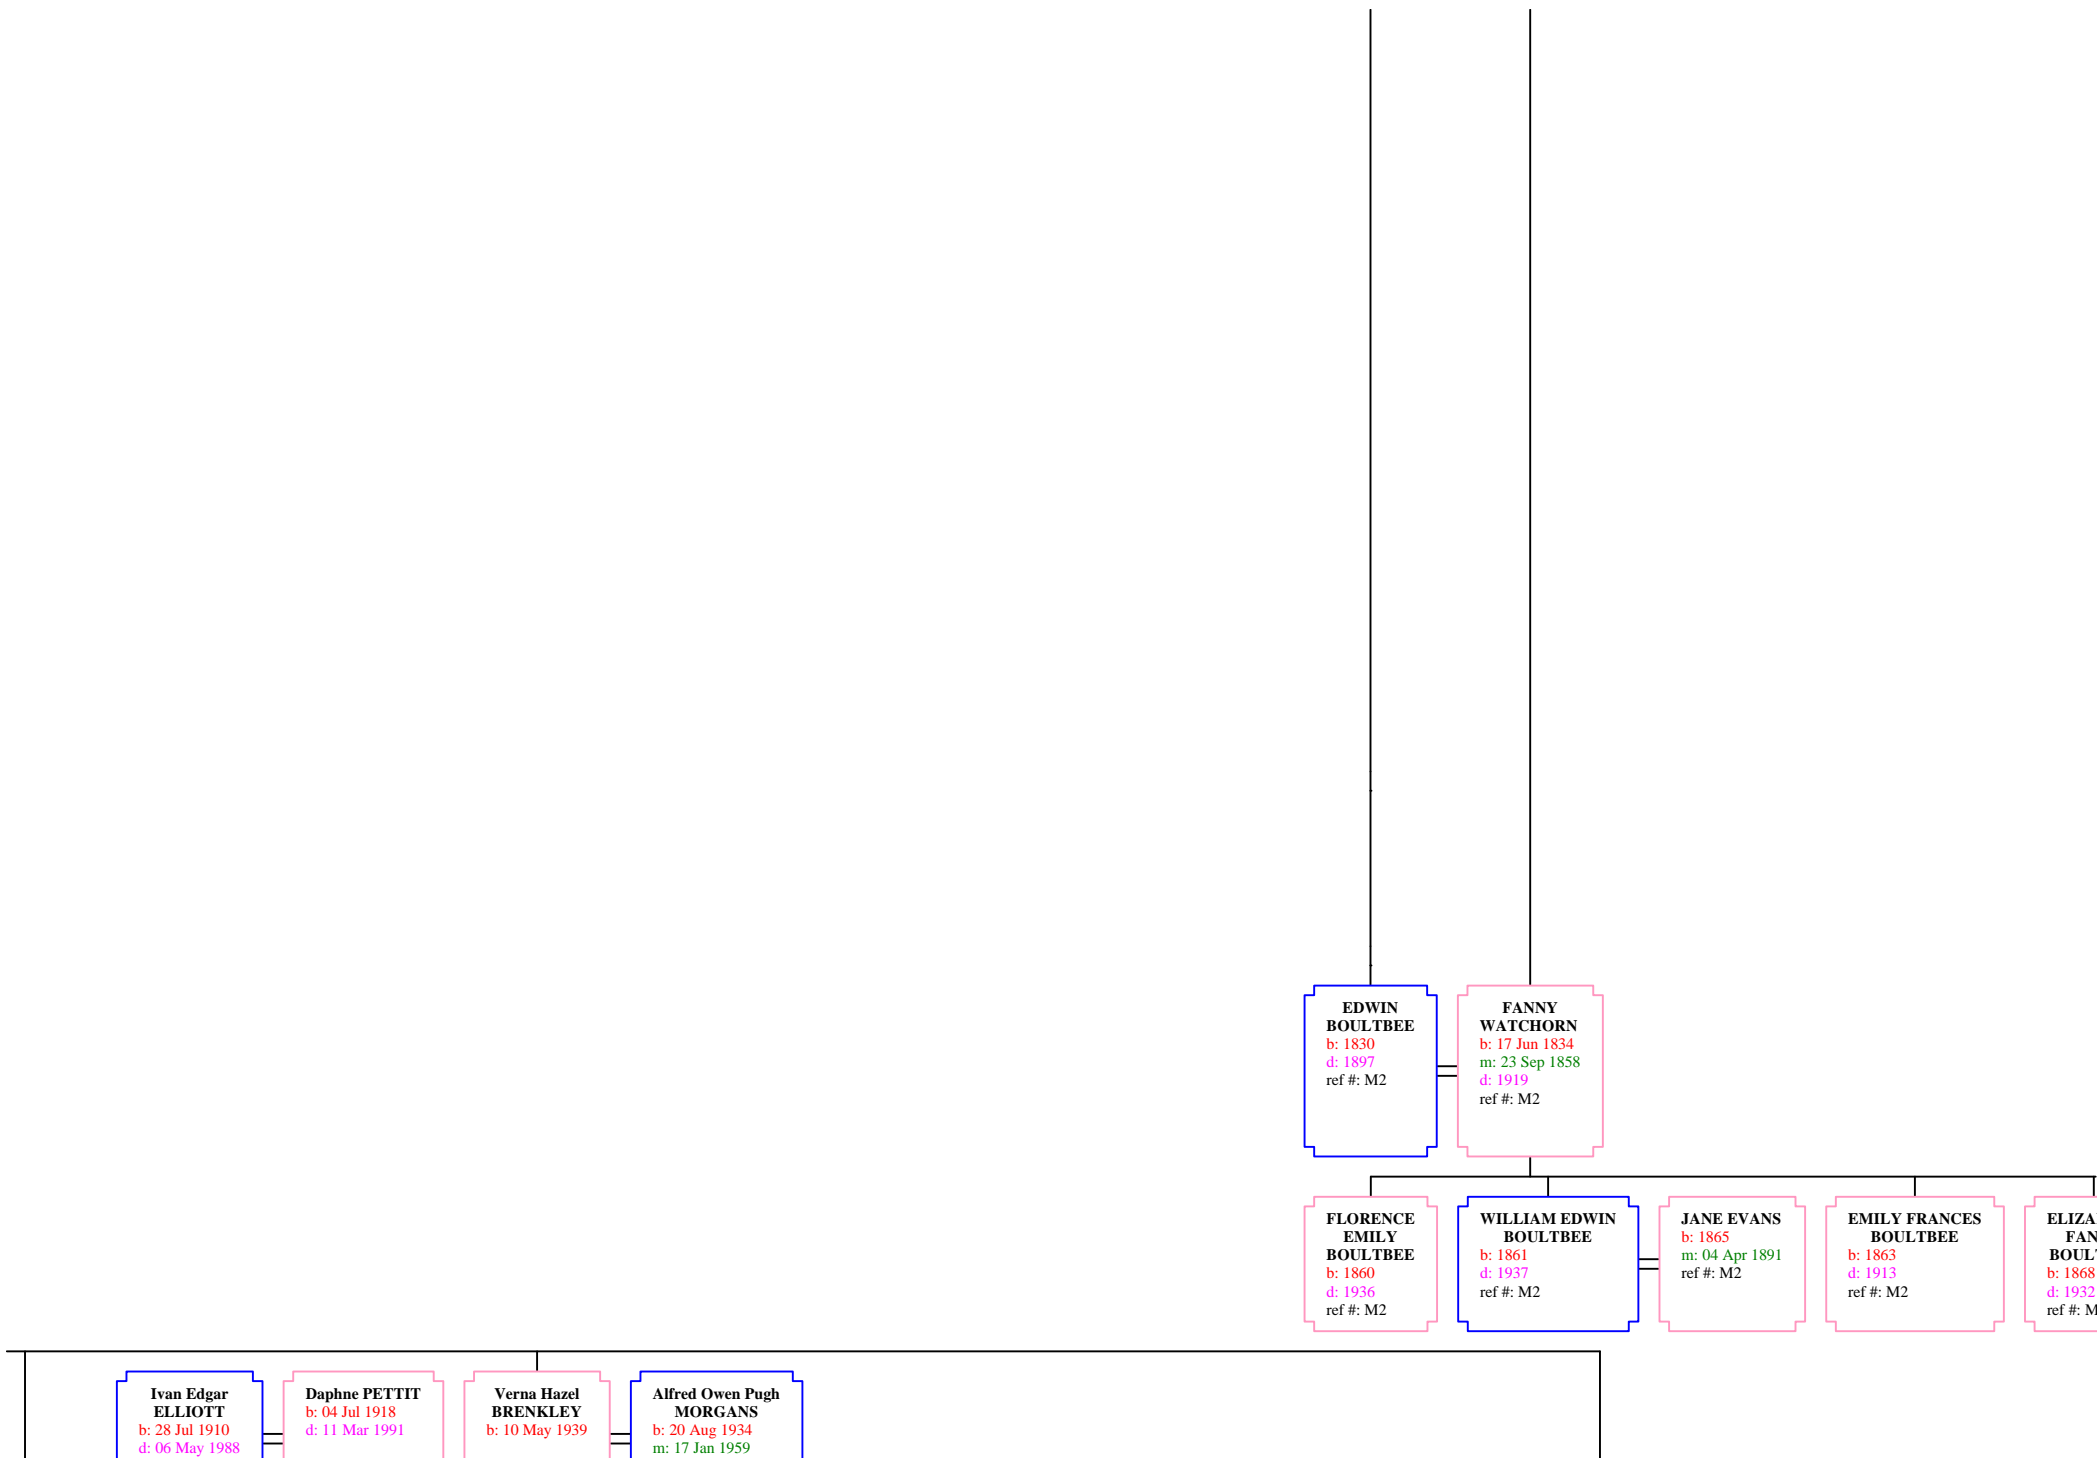 EDWIN
BOULTBEE
b: 1830
d: 1897
ref #: M2
FANNY
WATCHORN
b: 17 Jun 1834
m: 23 Sep 1858
d: 1919
ref #: M2
FLORENCE
EMILY
BOULTBEE
b: 1860
d: 1936
ref #: M2
WILLIAM EDWIN
BOULTBEE
b: 1861
d: 1937
ref #: M2
JANE EVANS
b: 1865
m: 04 Apr 1891
ref #: M2
EMILY FRANCES
BOULTBEE
b: 1863
d: 1913
ref #: M2
ELIZA
FAN
BOUL
b: 1868
d: 1932
ref #: M
Ivan Edgar
ELLIOTT
b: 28 Jul 1910
d: 06 May 1988
Daphne PETTIT
b: 04 Jul 1918
d: 11 Mar 1991
Verna Hazel
BRENKLEY
b: 10 May 1939
Alfred Owen Pugh
MORGANS
b: 20 Aug 1934
m: 17 Jan 1959